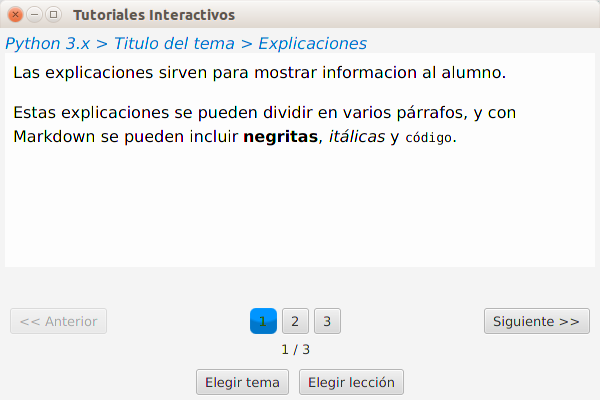 Tutoriales Interactivos
Python 3.x > Titulo del tema > Explicaciones
Las explicaciones sirven para mostrar informacion al alumno.
Estas explicaciones se pueden dividir en varios párrafos, y con
Markdown se pueden incluir negritas, itálicas y código.
<< Anterior 1 2 3 Siguiente >>
1 / 3
Elegir tema Elegir lección